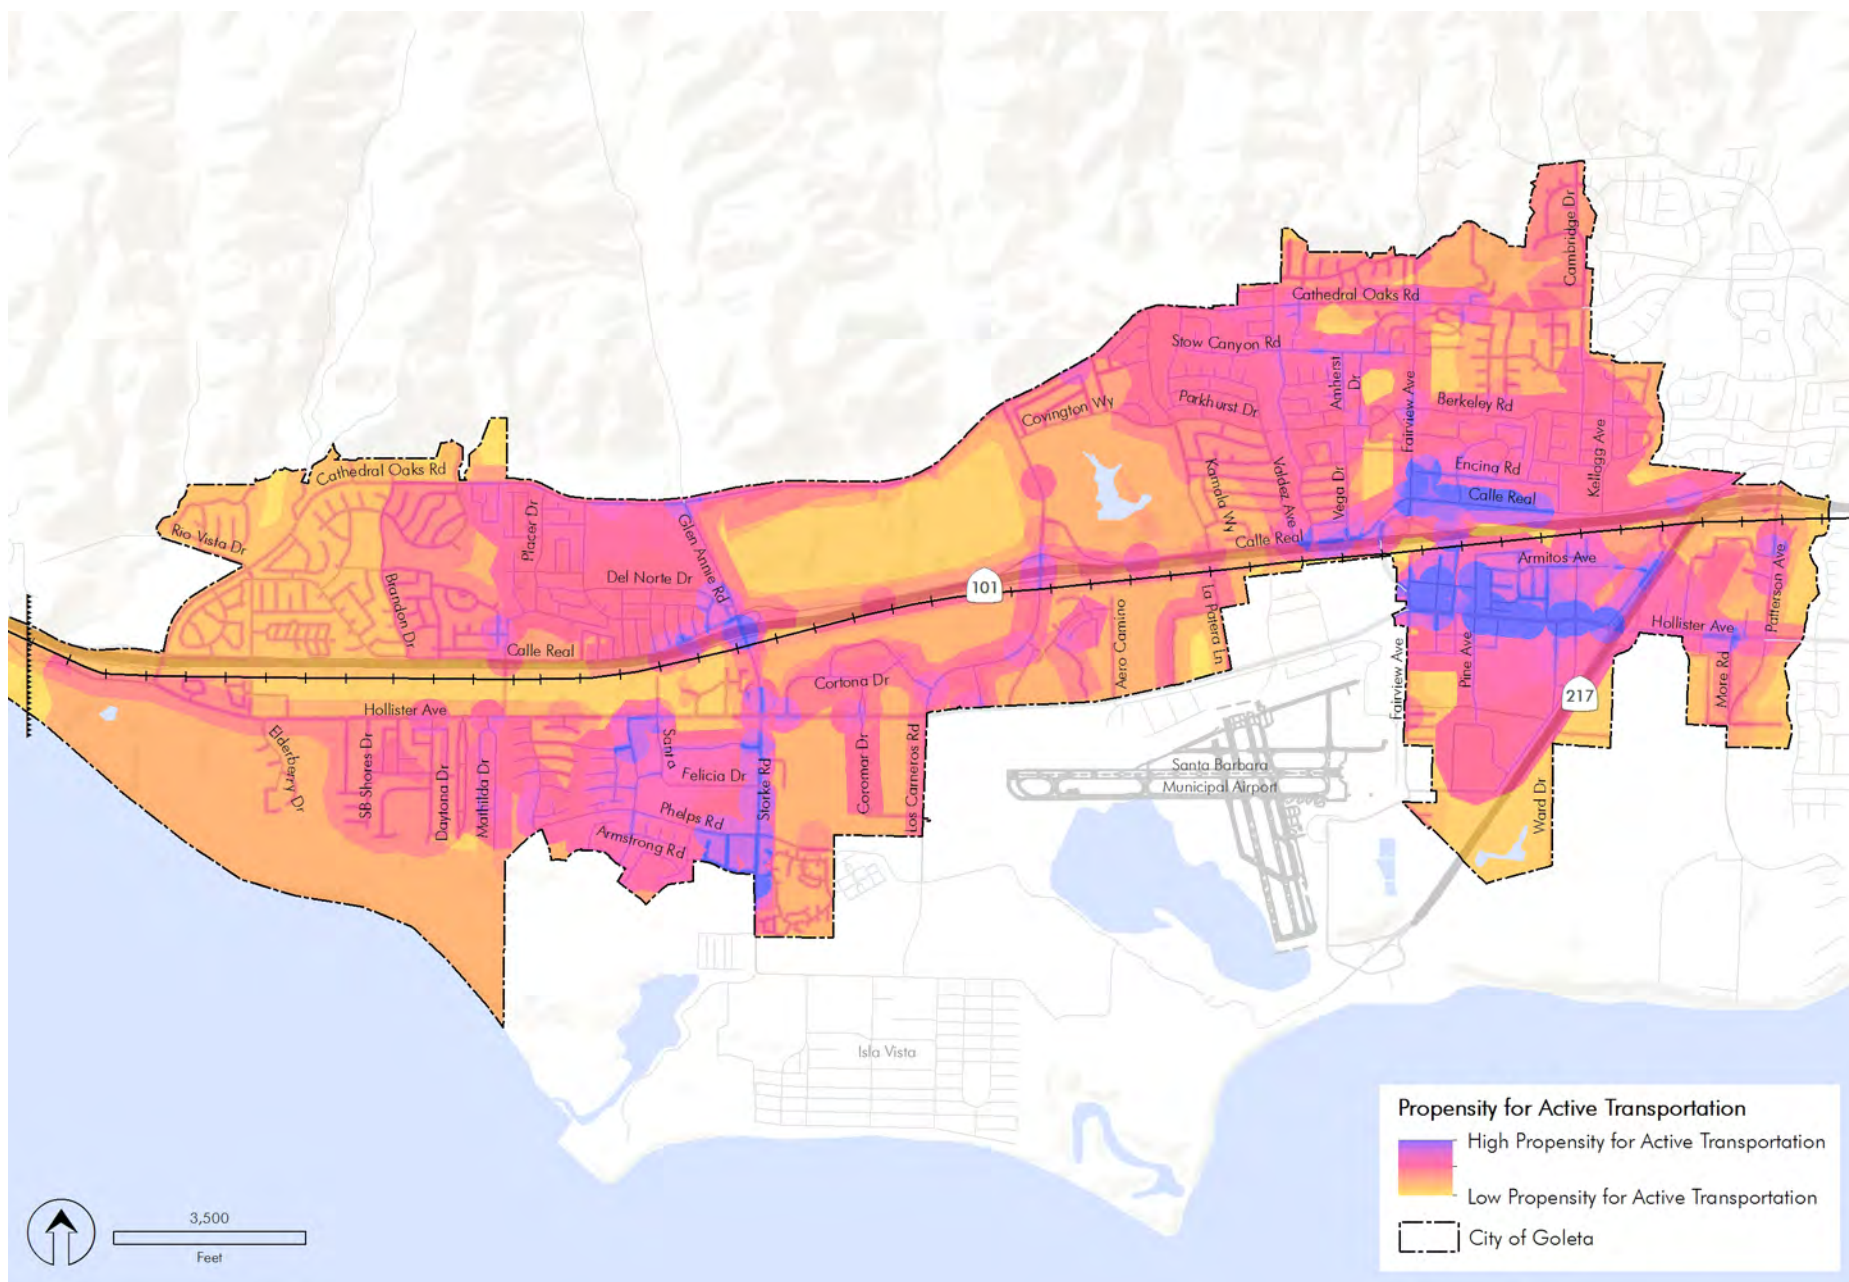 Cambridge Dr
Cathedral Oaks Rd
Stow Canyon Rd
Amherst
Dr
Fairview Ave
Berkeley Rd
Parkhurst Dr
Covington Wy
Kellogg Ave
Encina Rd
Calle Real
Kamala Wy
Valdez Ave
Vega Dr
Calle Real
Cathedral Oaks Rd
Rio Vista Dr
Placer Dr
Glen Annie Rd
Del Norte Dr
Brandon Dr
Calle Real
101
Armitos Ave
Patterson Ave
La Patera Ln
Aero Camino
Hollister Ave
Fairview Ave
Pine Ave
More Rd
217
Cortona Dr
Hollister Ave
Elderberry Dr
SB Shores Dr
Daytona Dr
Mathilda Dr
Santa
Felicia Dr
Storke Rd
Coromar Dr
Los Carneros Rd
Phelps Rd
Armstrong Rd
Santa Barbara
Municipal Airport
Ward Dr
Isla Vista
Propensity for Active Transportation
High Propensity for Active Transportation
Low Propensity for Active Transportation
City of Goleta
3,500
Feet